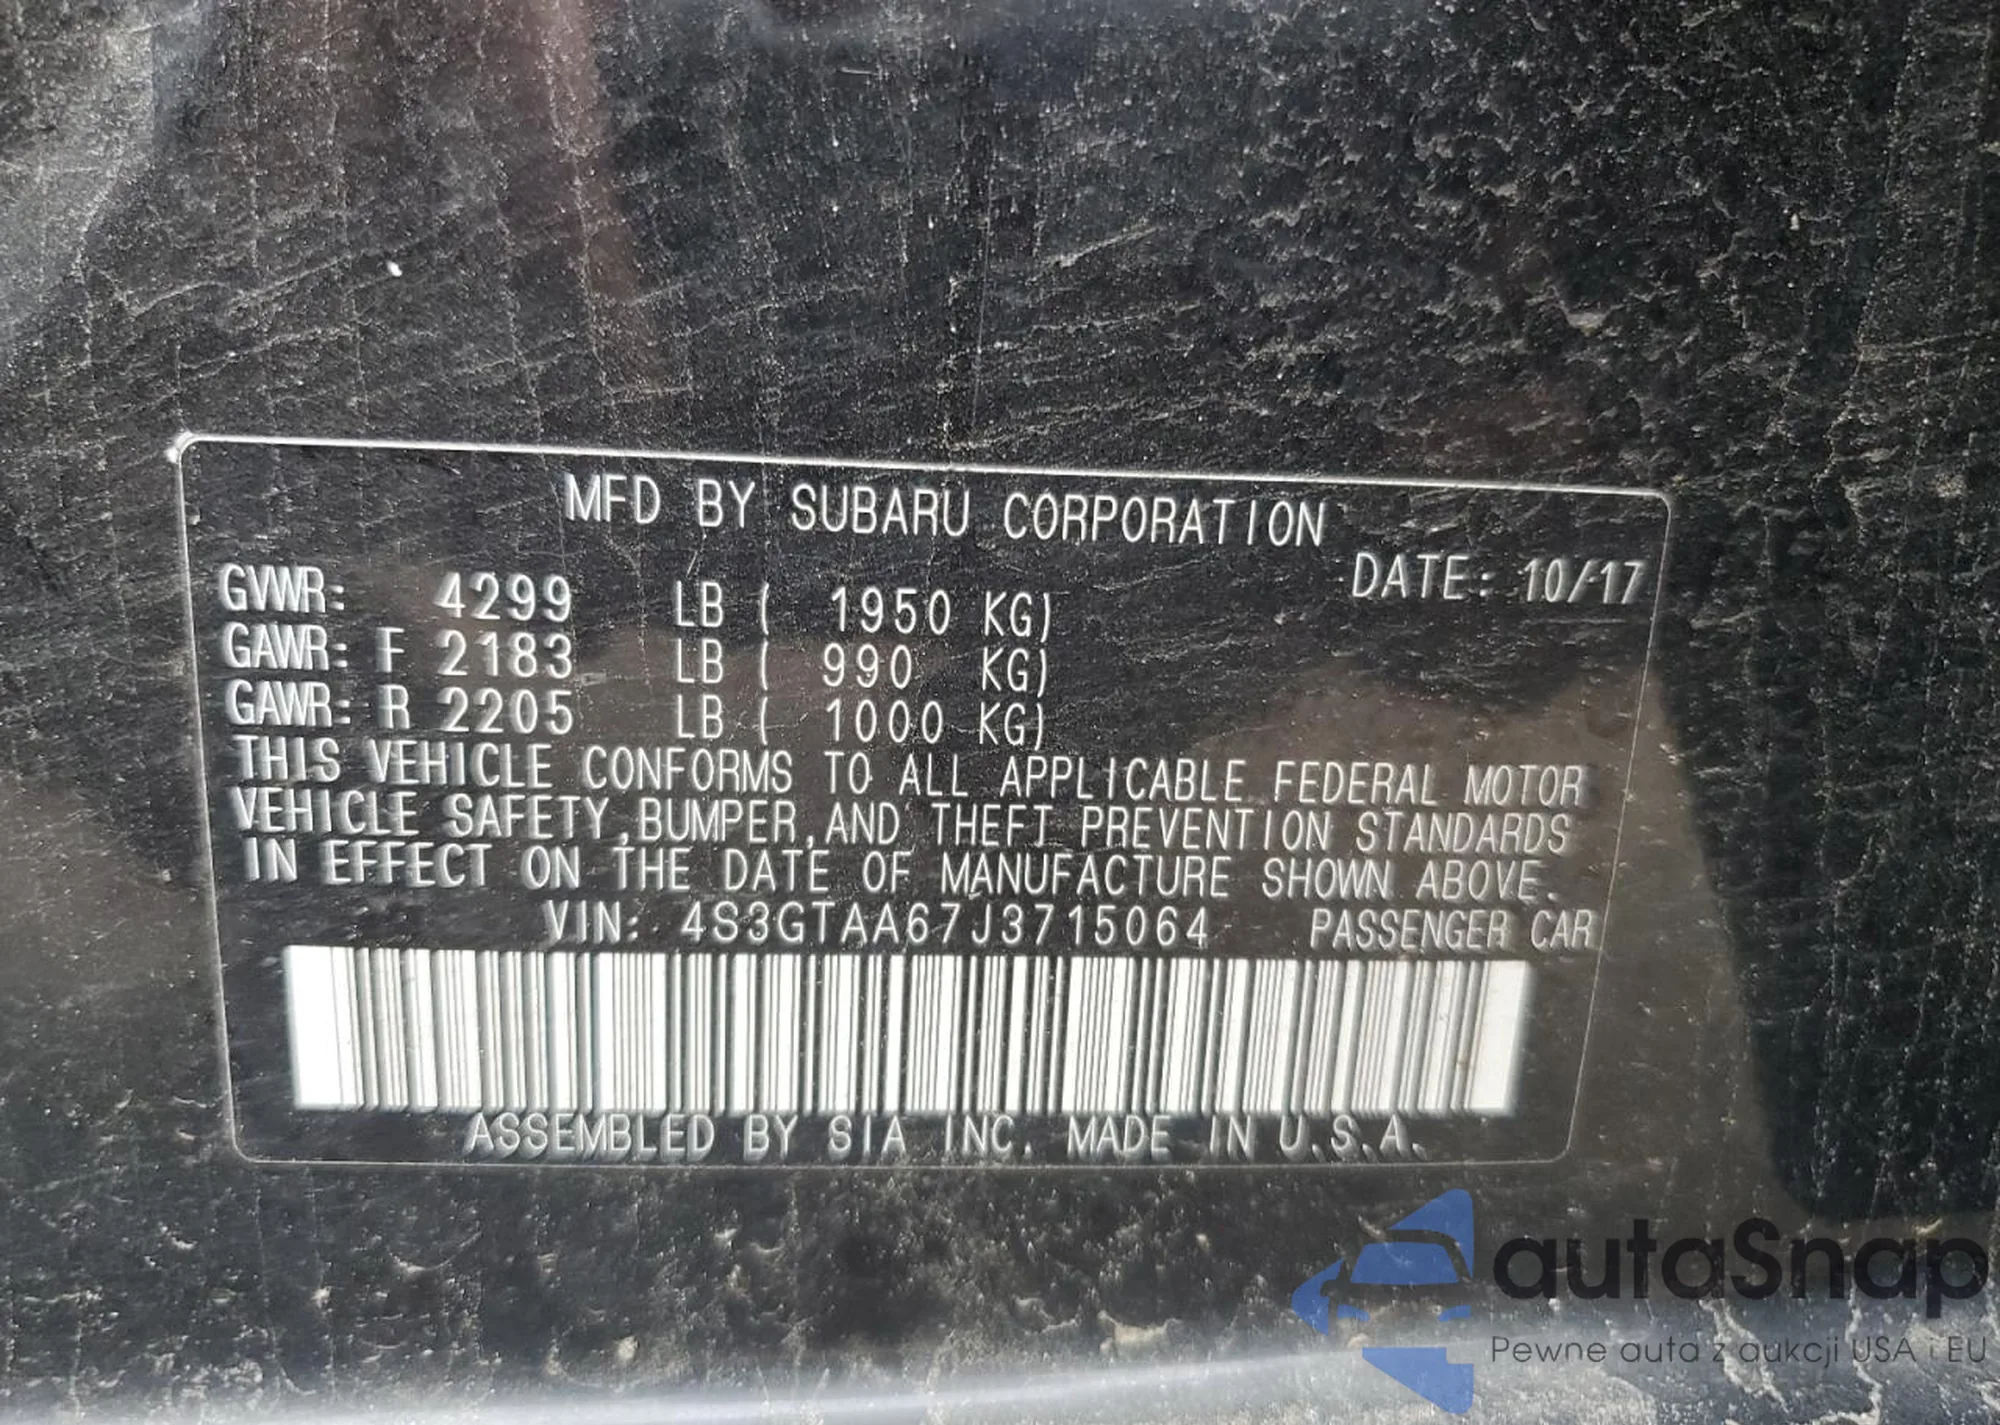 MFD BY SUBARU CORPORATION
DATE: 10/17
GVWR: 4299 LB ( 1950 KG)
GAWR: F 2183 LB ( 990 KG)
GAWR: R 2205 LB ( 1000 KG)
THIS VEHICLE CONFORMS TO ALL APPLICABLE FEDERAL MOTOR
VEHICLE SAFETY,BUMPER,AND THEFT PREVENTION STANDARDS
IN EFFECT ON THE DATE OF MANUFACTURE SHOWN ABOVE.
VIN: 4S3GTAA67J3715064 PASSENGER CAR
ASSEMBLED BY SIA INC. MADE IN U.S.A.
autaSnap
Pewne auta z aukcji USA i EU